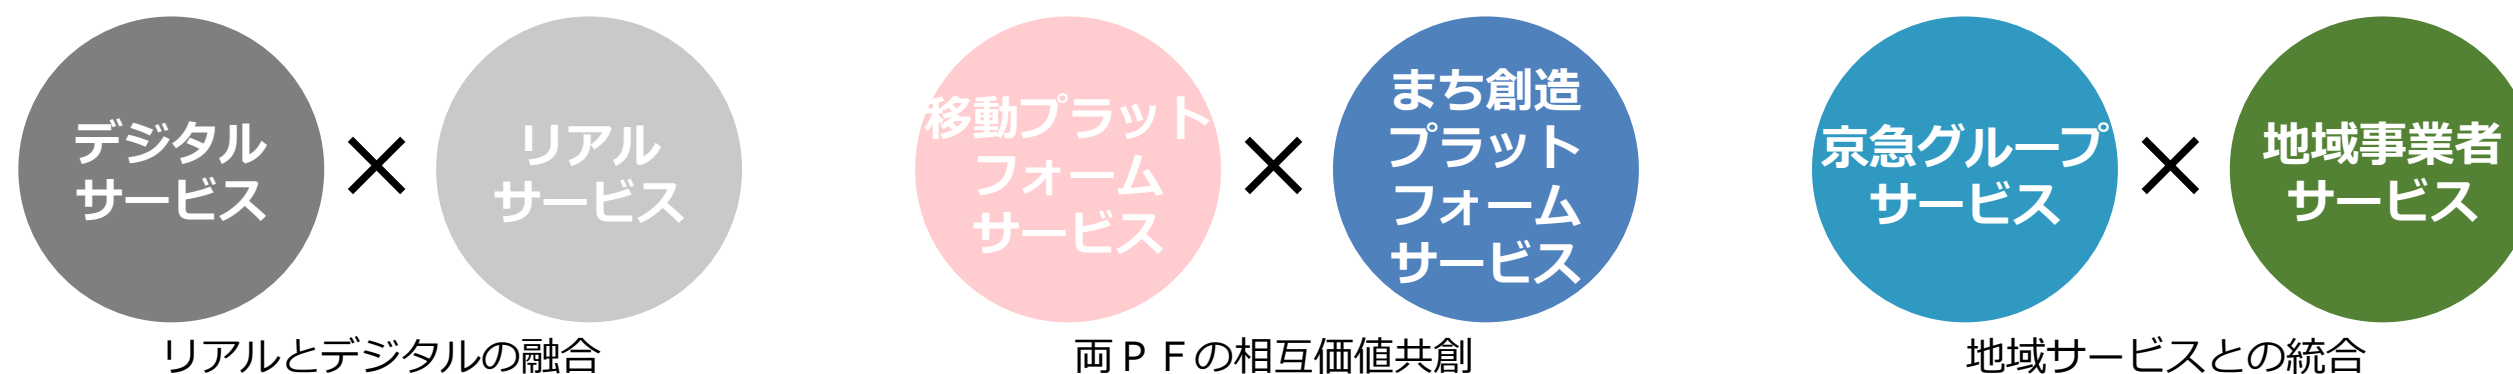 デジタル
サービス
×
リアル
サービス
リアルとデジタルの融合
移動プラット
フォーム
サービス
×
まち創造
プラット
フォーム
サービス
両ＰＦの相互価値共創
京急グループ
サービス
×
地域事業者
サービス
地域サービスとの統合